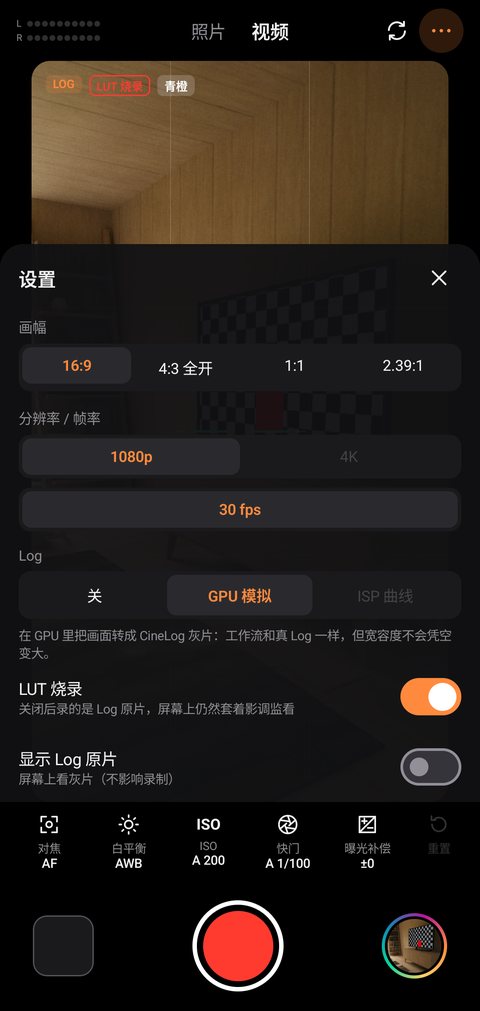 L
R
照片
视频
LOG
LUT 烧录
青橙
设置
画幅
16:9
4:3 全开
1:1
2.39:1
分辨率 / 帧率
1080p
4K
30 fps
Log
关
GPU 模拟
ISP 曲线
在 GPU 里把画面转成 CineLog 灰片：工作流和真 Log 一样，但宽容度不会凭空
变大。
LUT 烧录
关闭后录的是 Log 原片，屏幕上仍然套着影调监看
显示 Log 原片
屏幕上看灰片（不影响录制）
ISO
对焦
白平衡
ISO
快门
曝光补偿
重置
AF
AWB
A 200
A 1/100
±0